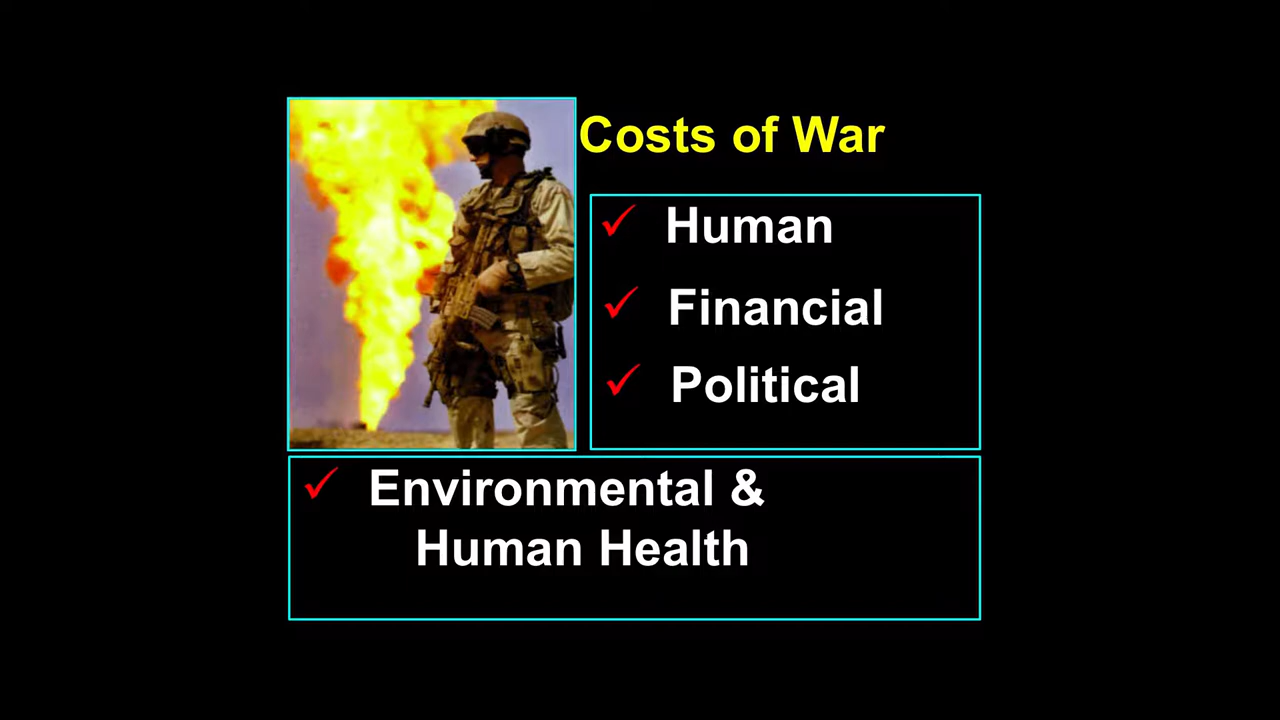 Costs of War
✓ Human
✓ Financial
✓ Political
✓ Environmental &
Human Health